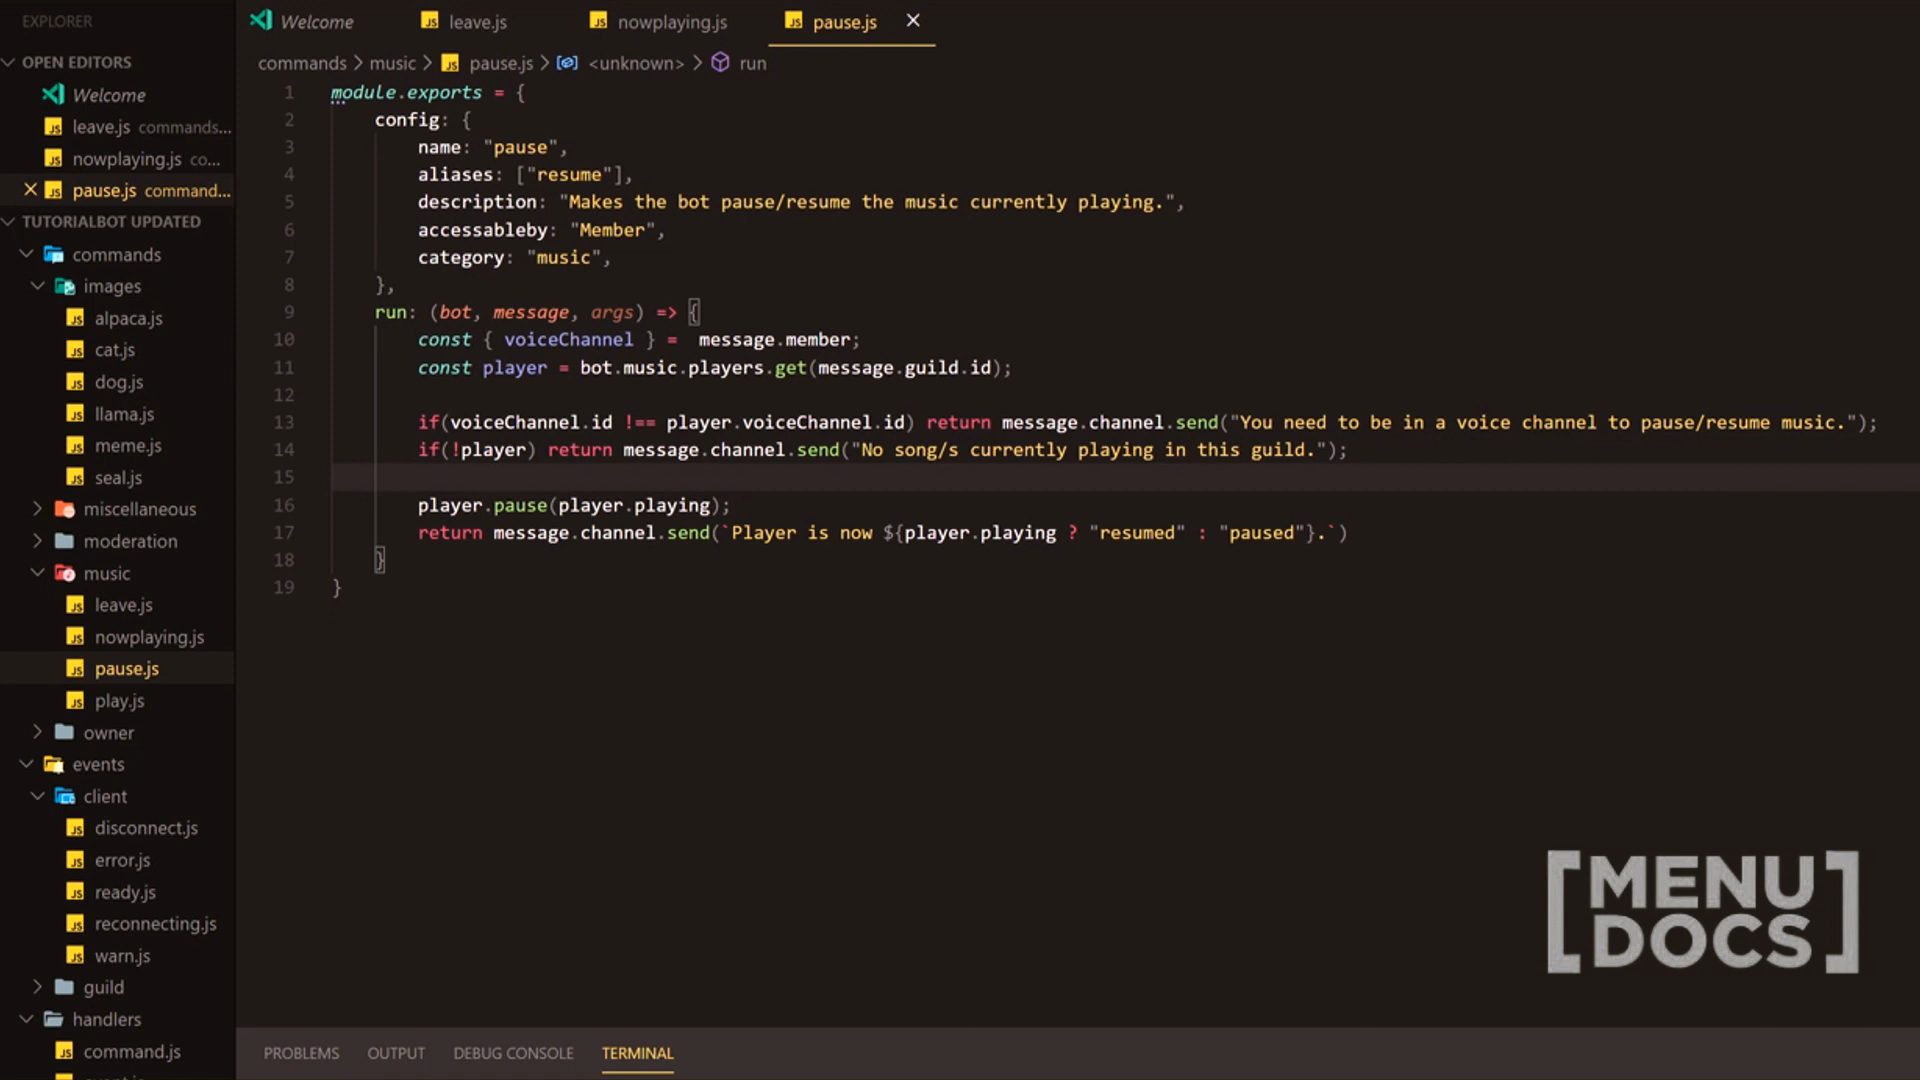 EXPLORER
OPEN EDITORS
Welcome
leave.js commands...
nowplaying.js co...
pause.js command...
TUTORIALBOT UPDATED
commands
images
alpaca.js
cat.js
dog.js
llama.js
meme.js
seal.js
miscellaneous
moderation
music
leave.js
nowplaying.js
pause.js
play.js
owner
events
client
disconnect.js
error.js
ready.js
reconnecting.js
warn.js
guild
handlers
command.js
Welcome leave.js nowplaying.js pause.js
commands > music > pause.js > <unknown> > run
1 module.exports = {
2 config: {
3 name: "pause",
4 aliases: ["resume"],
5 description: "Makes the bot pause/resume the music currently playing.",
6 accessableby: "Member",
7 category: "music",
8 },
9 run: (bot, message, args) => {
10 const { voiceChannel } =  message.member;
11 const player = bot.music.players.get(message.guild.id);
12
13 if(voiceChannel.id !== player.voiceChannel.id) return message.channel.send("You need to be in a voice channel to pause/resume music.");
14 if(!player) return message.channel.send("No song/s currently playing in this guild.");
15
16 player.pause(player.playing);
17 return message.channel.send(`Player is now ${player.playing ? "resumed" : "paused"}.`)
18 }
19 }
[MENU
DOCS]
PROBLEMS OUTPUT DEBUG CONSOLE TERMINAL